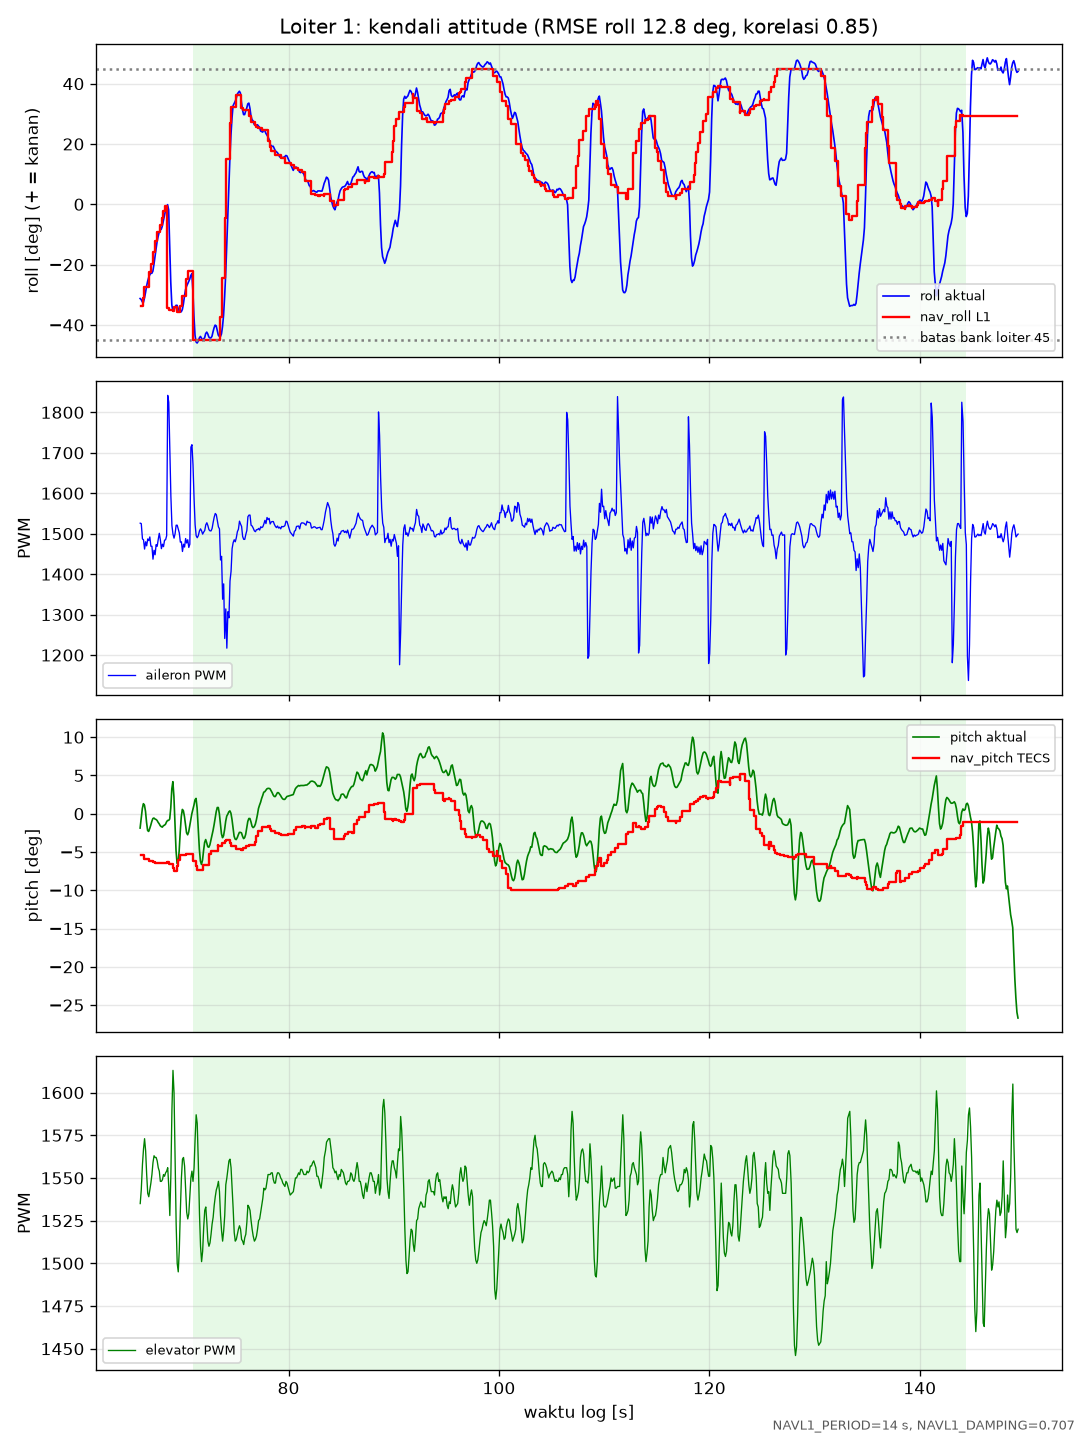 Loiter 1: kendali attitude (RMSE roll 12.8 deg, korelasi 0.85)
roll [deg] (+ = kanan)
40
20
0
−20
−40
roll aktual
nav_roll L1
batas bank loiter 45
PWM
1800
1700
1600
1500
1400
1300
1200
aileron PWM
pitch [deg]
10
5
0
−5
−10
−15
−20
−25
pitch aktual
nav_pitch TECS
PWM
1600
1575
1550
1525
1500
1475
1450
elevator PWM
80 100 120 140
waktu log [s]
NAVL1_PERIOD=14 s, NAVL1_DAMPING=0.707